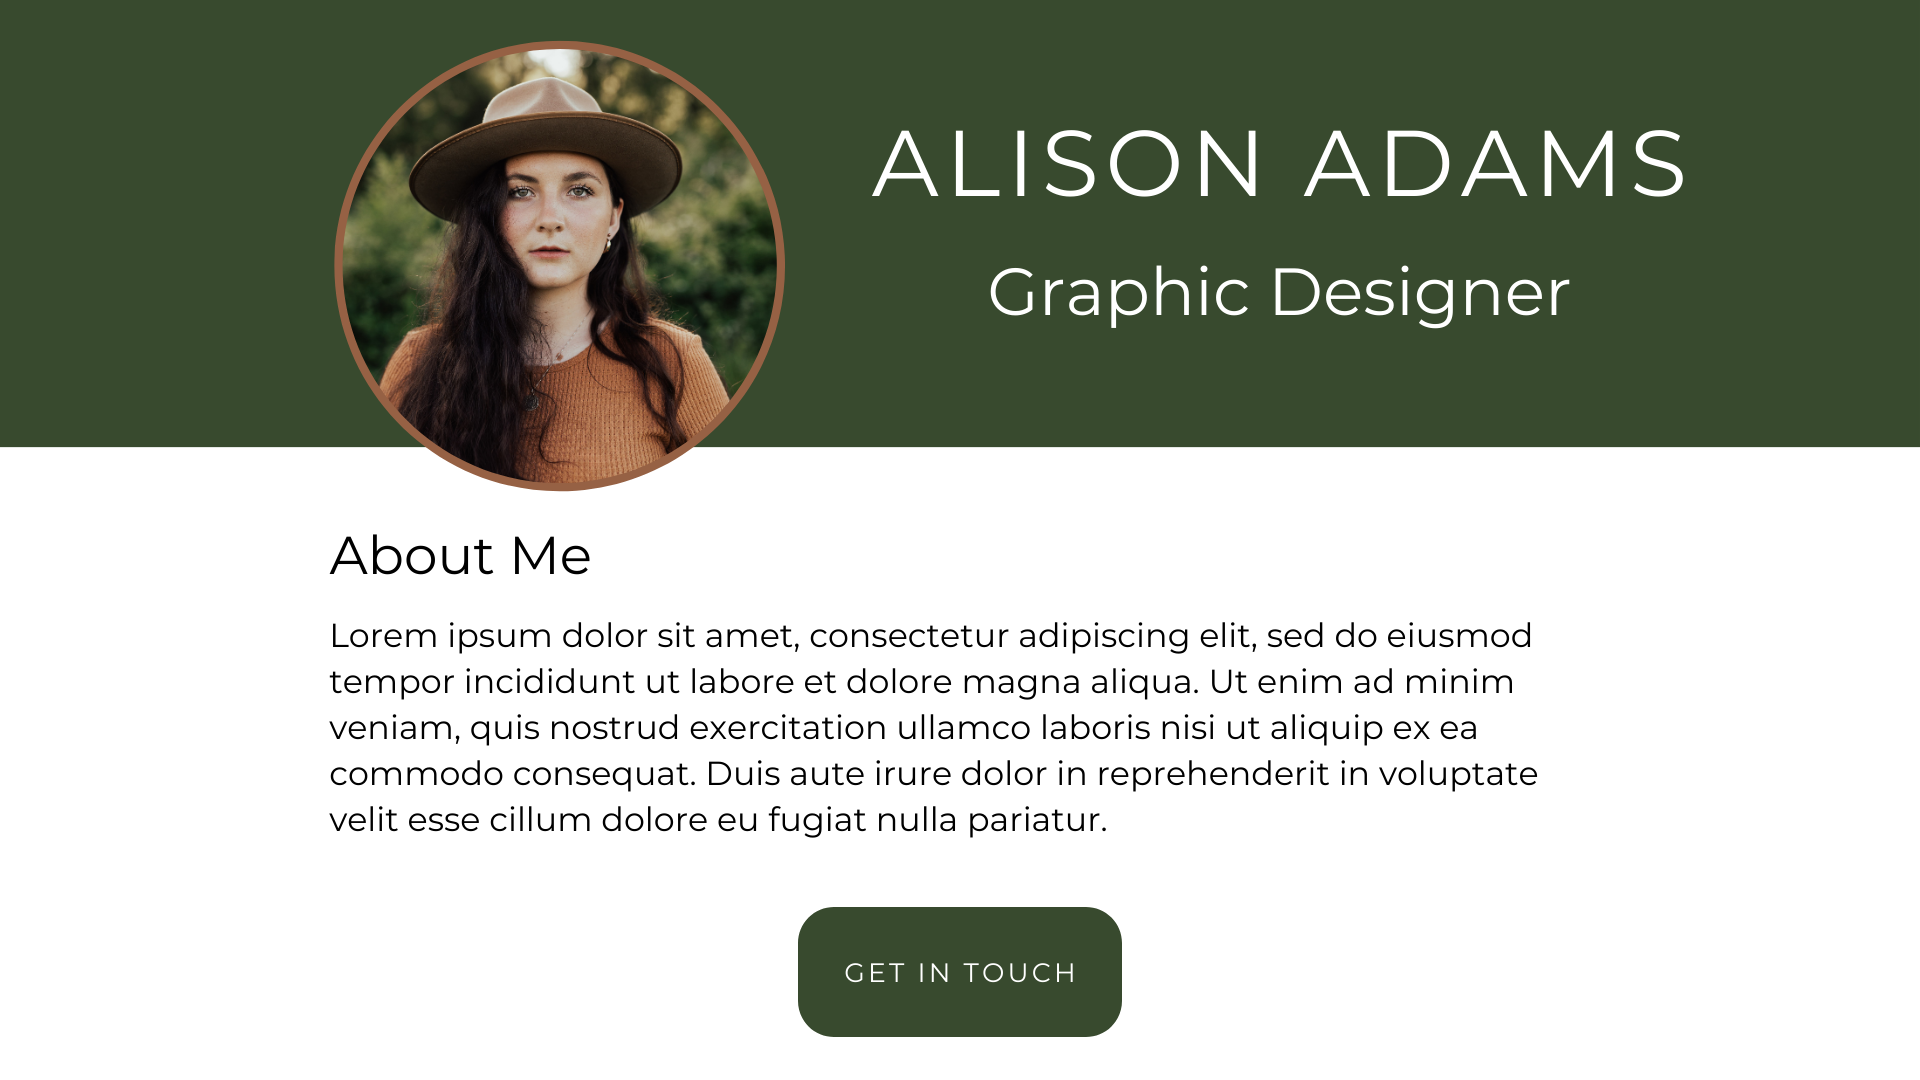 ALISON ADAMS
Graphic Designer
About Me
Lorem ipsum dolor sit amet, consectetur adipiscing elit, sed do eiusmod
tempor incididunt ut labore et dolore magna aliqua. Ut enim ad minim
veniam, quis nostrud exercitation ullamco laboris nisi ut aliquip ex ea
commodo consequat. Duis aute irure dolor in reprehenderit in voluptate
velit esse cillum dolore eu fugiat nulla pariatur.
GET IN TOUCH